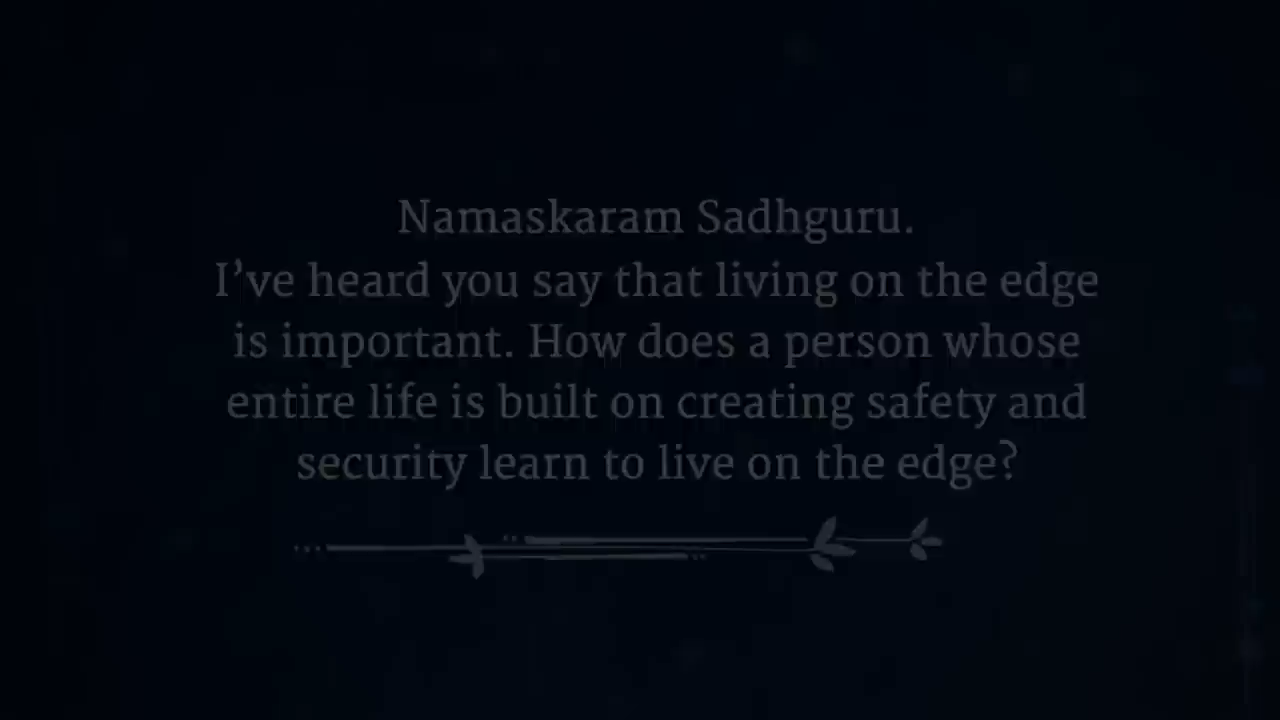 Namaskaram Sadhguru.
I’ve heard you say that living on the edge
is important. How does a person whose
entire life is built on creating safety and
security learn to live on the edge?